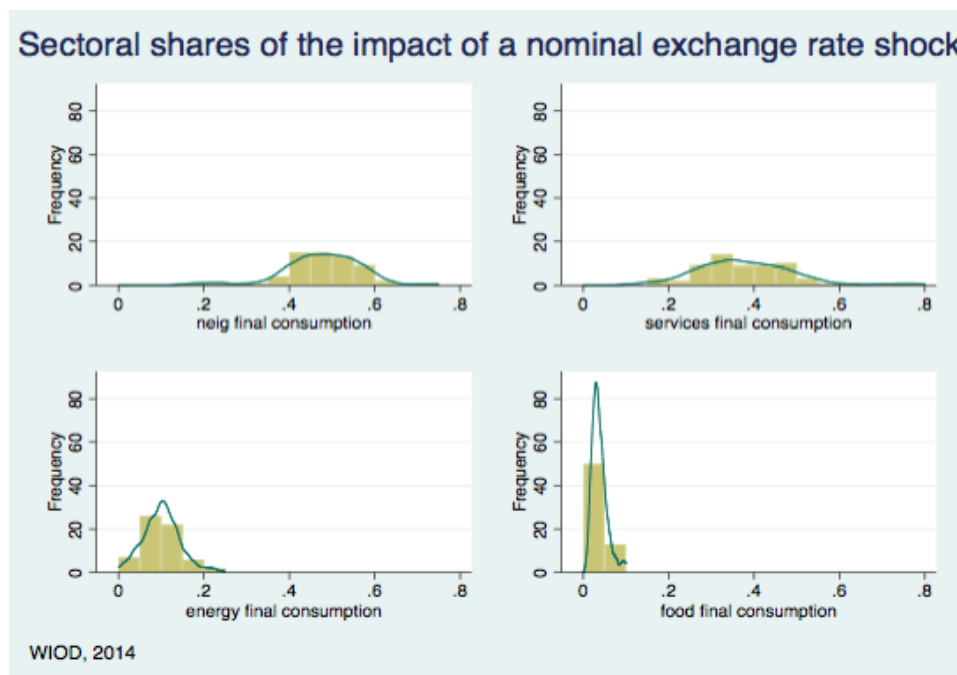 Sectoral shares of the impact of a nominal exchange rate shock
80
60
40
20
0
Frequency
0 .2 .4 .6 .8
neig final consumption
80
60
40
20
0
Frequency
0 .2 .4 .6 .8
services final consumption
80
60
40
20
0
Frequency
0 .2 .4 .6 .8
energy final consumption
80
60
40
20
0
Frequency
0 .2 .4 .6 .8
food final consumption
WIOD, 2014